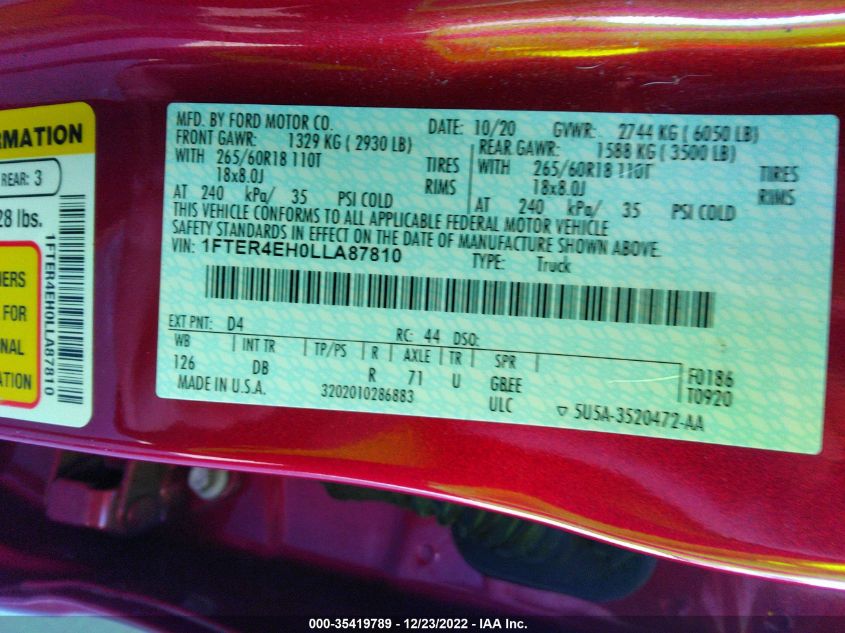 RMATION
REAR: 3
28 lbs.
NERS
FOR
NAL
1FTER4EH0LLA87810
MFD. BY FORD MOTOR CO. DATE: 10/20 GVWR: 2744 KG ( 6050 LB)
FRONT GAWR: 1329 KG ( 2930 LB) REAR GAWR: 1588 KG ( 3500 LB)
WITH 265/60R18 110T TIRES WITH 265/60R18 110T TIRES
18x8.0J RIMS 18x8.0J RIMS
AT 240 kPa/ 35 PSI COLD AT 240 kPa/ 35 PSI COLD
THIS VEHICLE CONFORMS TO ALL APPLICABLE FEDERAL MOTOR VEHICLE
SAFETY STANDARDS IN EFFECT ON THE DATE OF MANUFACTURE SHOWN ABOVE.
VIN: 1FTER4EH0LLA87810 TYPE: Truck
EXT PNT: D4 RC: 44 DSO:
WB INT TR TP/PS R AXLE TR SPR
126 DB R 71 U GBEE F0186
MADE IN U.S.A. 3202010286883 ULC T0920
5U5A-3520472-AA
000-35419789 - 12/23/2022 - IAA Inc.